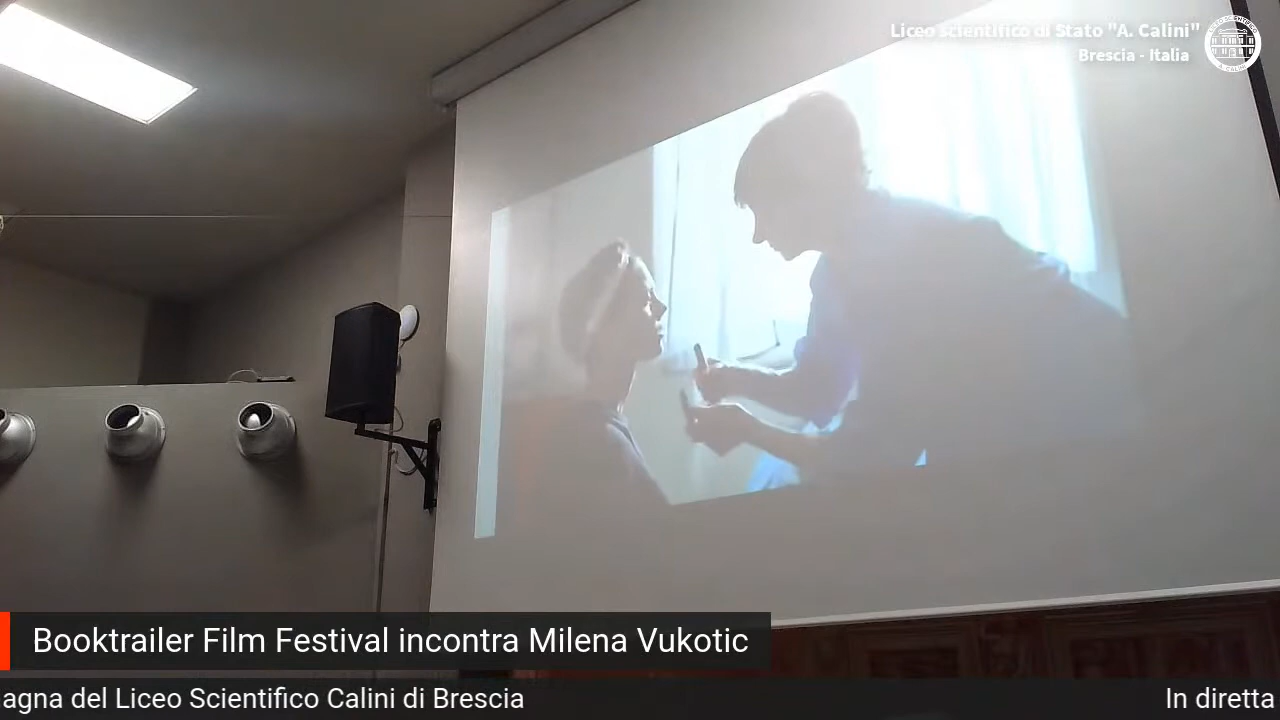 Liceo scientifico di Stato "A. Calini"
Brescia - Italia
Booktrailer Film Festival incontra Milena Vukotic
agna del Liceo Scientifico Calini di Brescia
In diretta